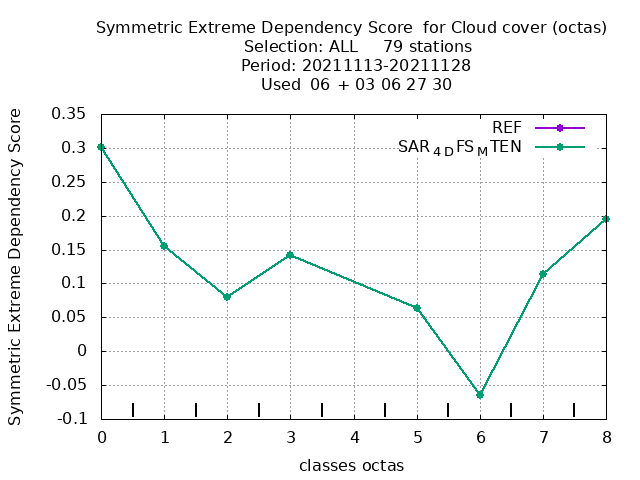 Symmetric Extreme Dependency Score  for Cloud cover (octas)
Selection: ALL     79 stations
Period: 20211113-20211128
Used  06  + 03 06 27 30
Symmetric Extreme Dependency Score
0.35
0.3
0.25
0.2
0.15
0.1
0.05
0
-0.05
-0.1
REF
SAR4DFSMTEN
0 1 2 3 4 5 6 7 8
classes octas